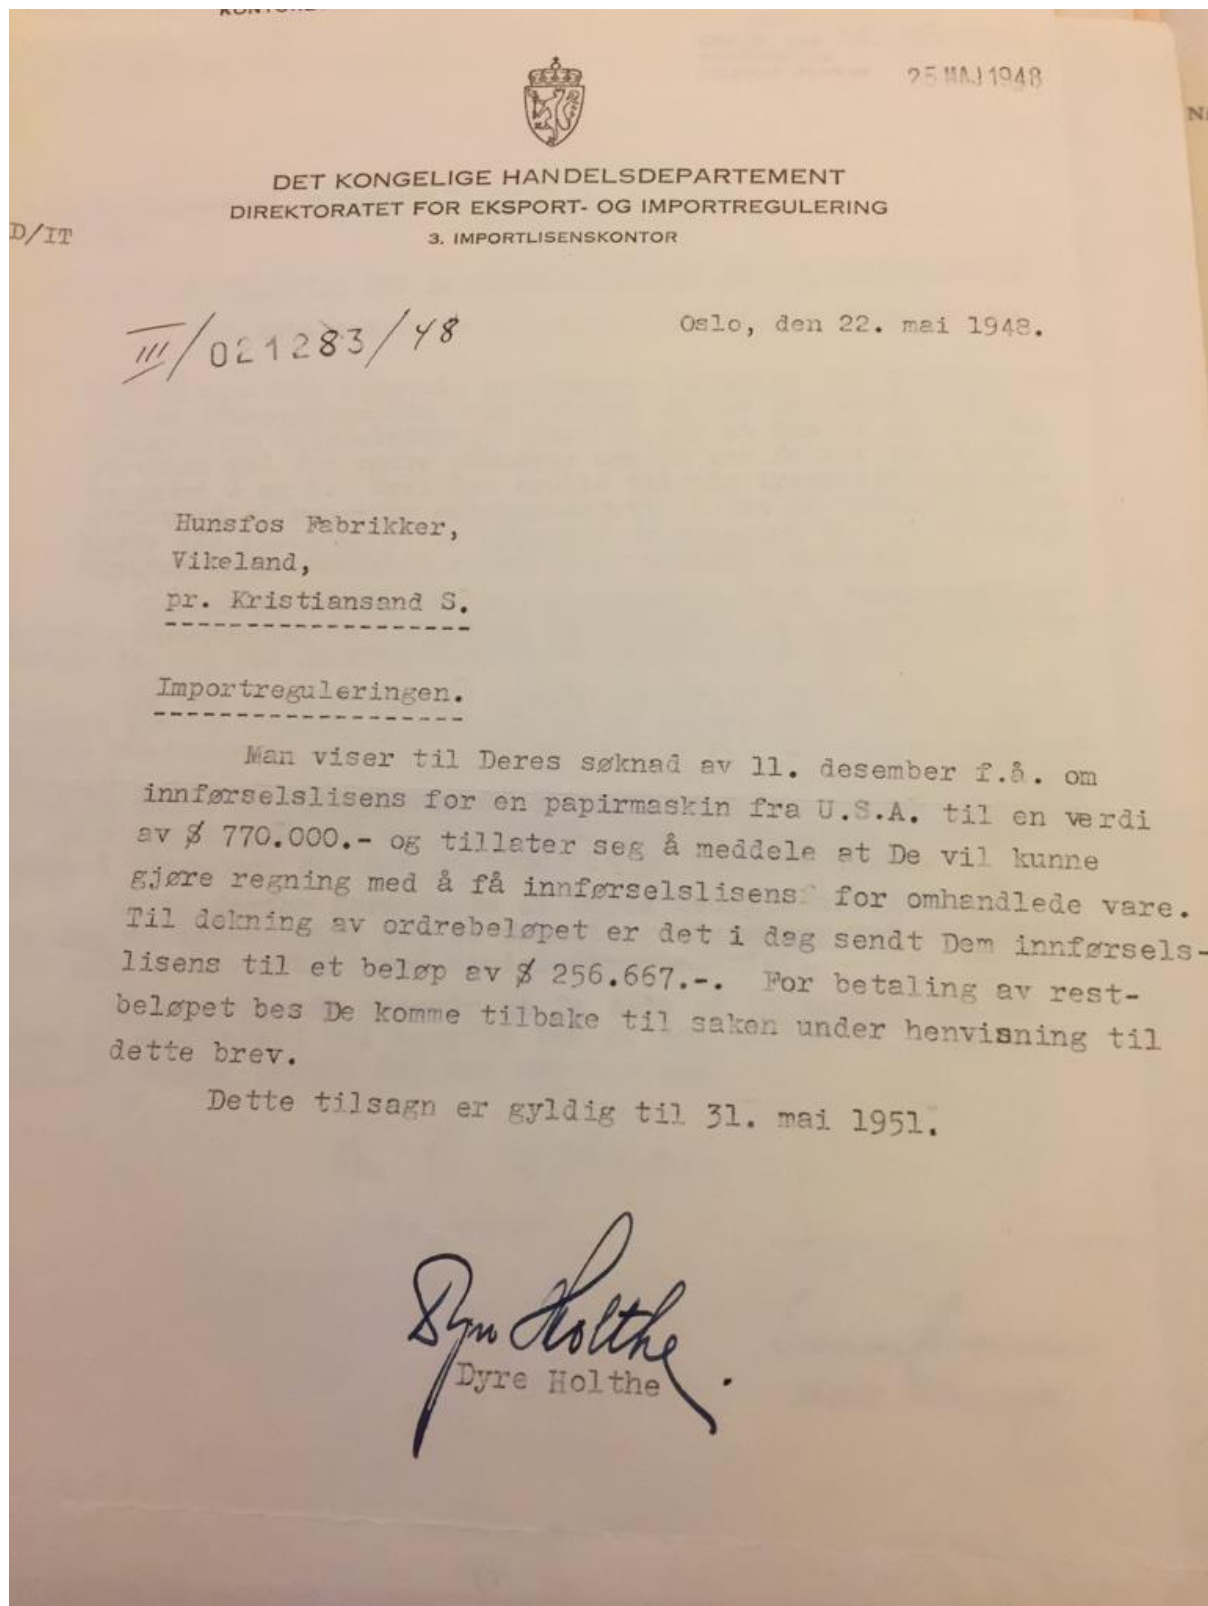 25 MAJ 1948
DET KONGELIGE HANDELSDEPARTEMENT
DIREKTORATET FOR EKSPORT- OG IMPORTREGULERING
3. IMPORTLISENSKONTOR
D/IT
III/021283/48
Oslo, den 22. mai 1948.
Hunsfos Fabrikker,
Vikeland,
pr. Kristiansand S.
Importreguleringen.
Man viser til Deres søknad av 11. desember f.å. om
innførselslisens for en papirmaskin fra U.S.A. til en verdi
av $ 770.000.- og tillater seg å meddele at De vil kunne
gjøre regning med å få innførselslisens for omhandlede vare.
Til dekning av ordrebeløpet er det i dag sendt Dem innførsels-
lisens til et beløp av $ 256.667.-. For betaling av rest-
beløpet bes De komme tilbake til saken under henvisning til
dette brev.
Dette tilsagn er gyldig til 31. mai 1951.
Dyre Holthe
Dyre Holthe